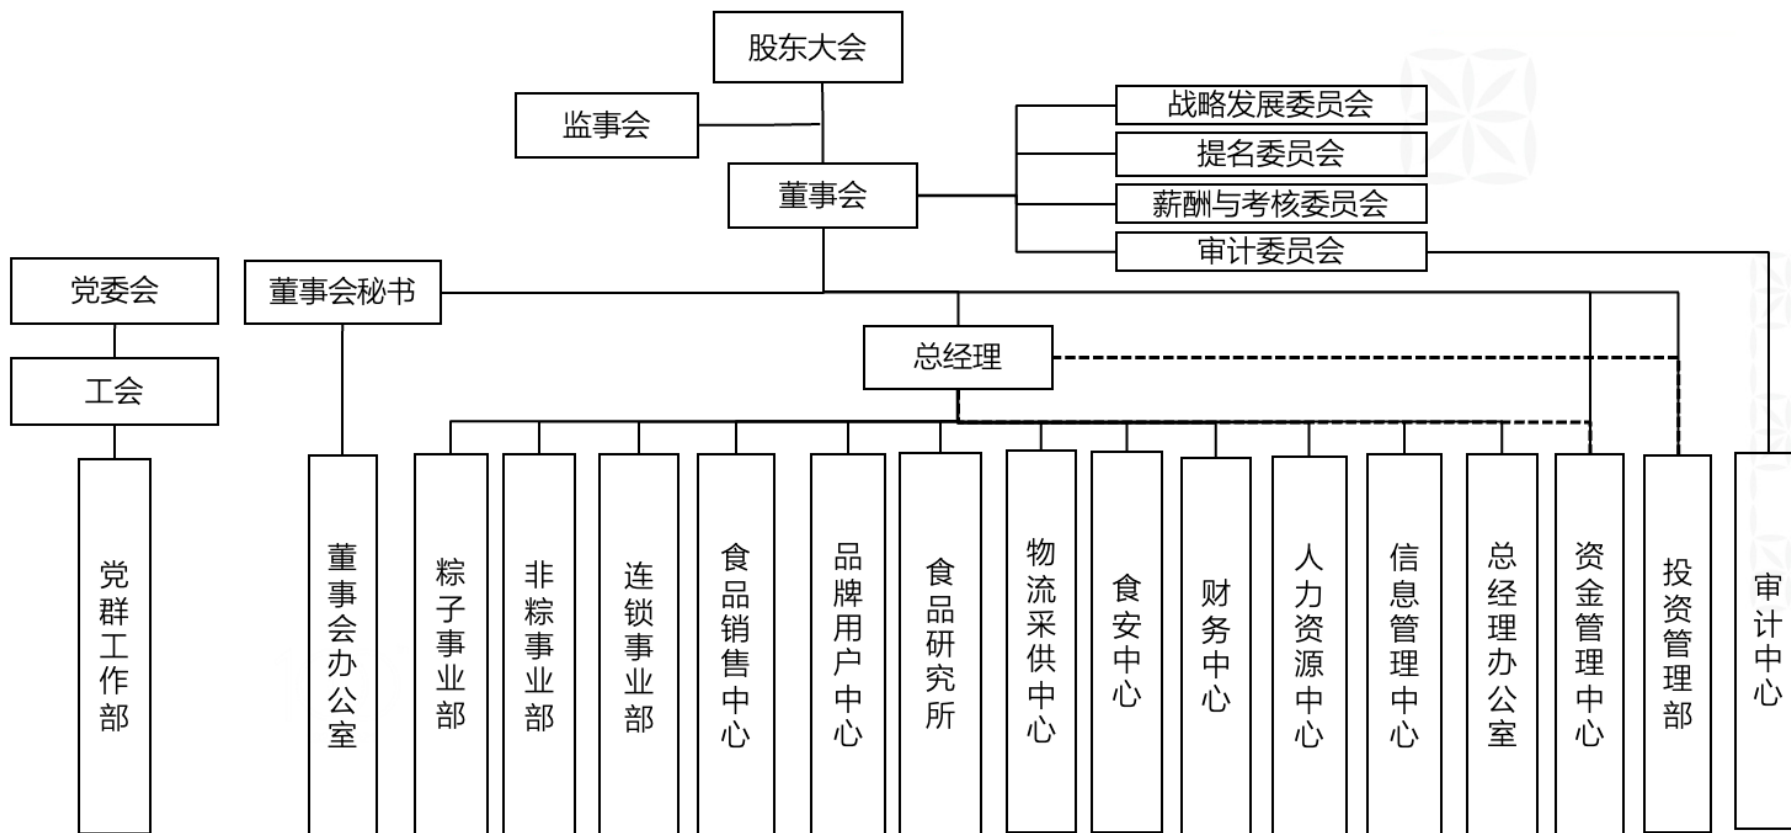 股东大会
监事会
战略发展委员会
提名委员会
董事会
薪酬与考核委员会
审计委员会
党委会
董事会秘书
总经理
工会
党群工作部
董事会办公室
粽子事业部
非粽事业部
连锁事业部
食品销售中心
品牌用户中心
食品研究所
物流采供中心
食安中心
财务中心
人力资源中心
信息管理中心
总经理办公室
资金管理中心
投资管理部
审计中心